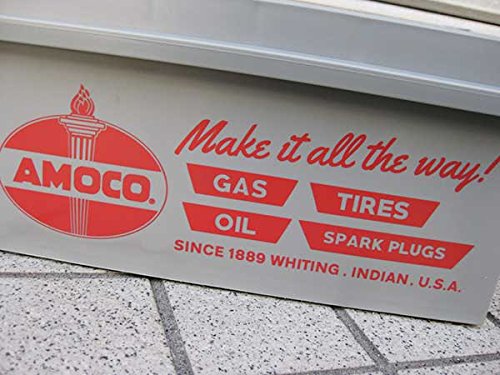 AMOCO®
Make it all the way!
GAS
TIRES
OIL
SPARK PLUGS
SINCE 1889 WHITING . INDIAN . U.S.A.